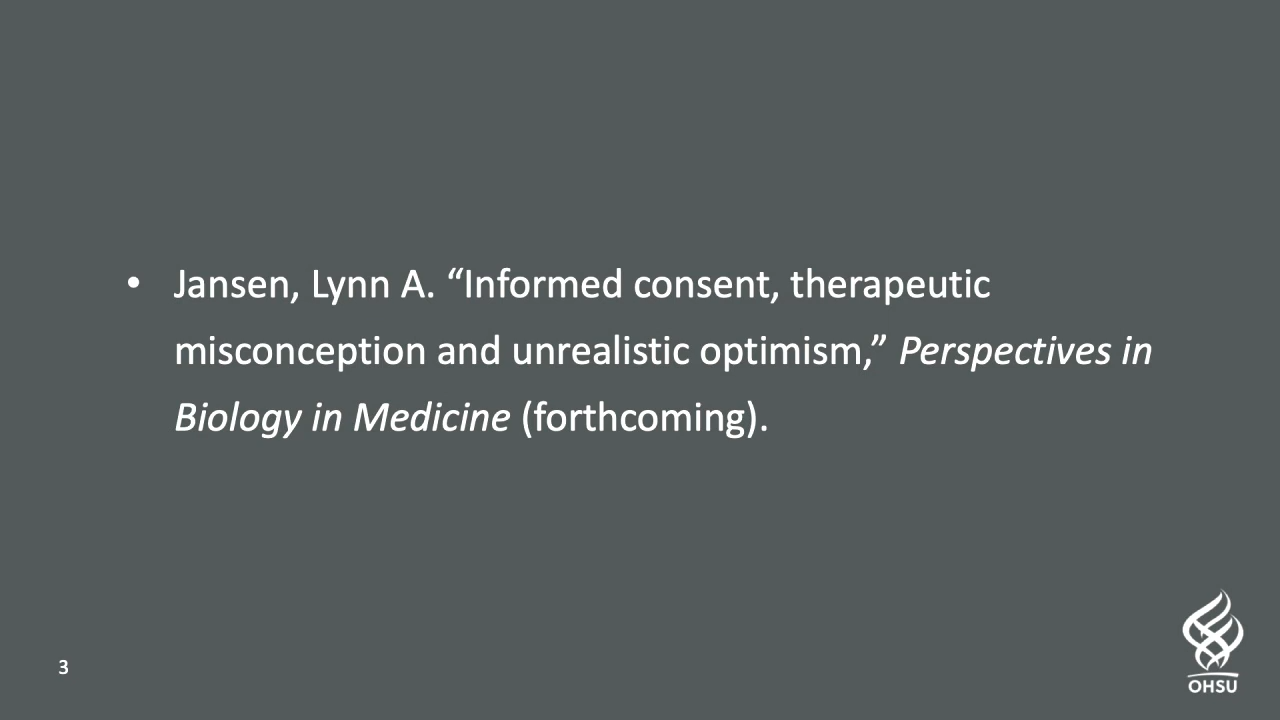 • Jansen, Lynn A. “Informed consent, therapeutic
misconception and unrealistic optimism,” Perspectives in
Biology in Medicine (forthcoming).
3
OHSU